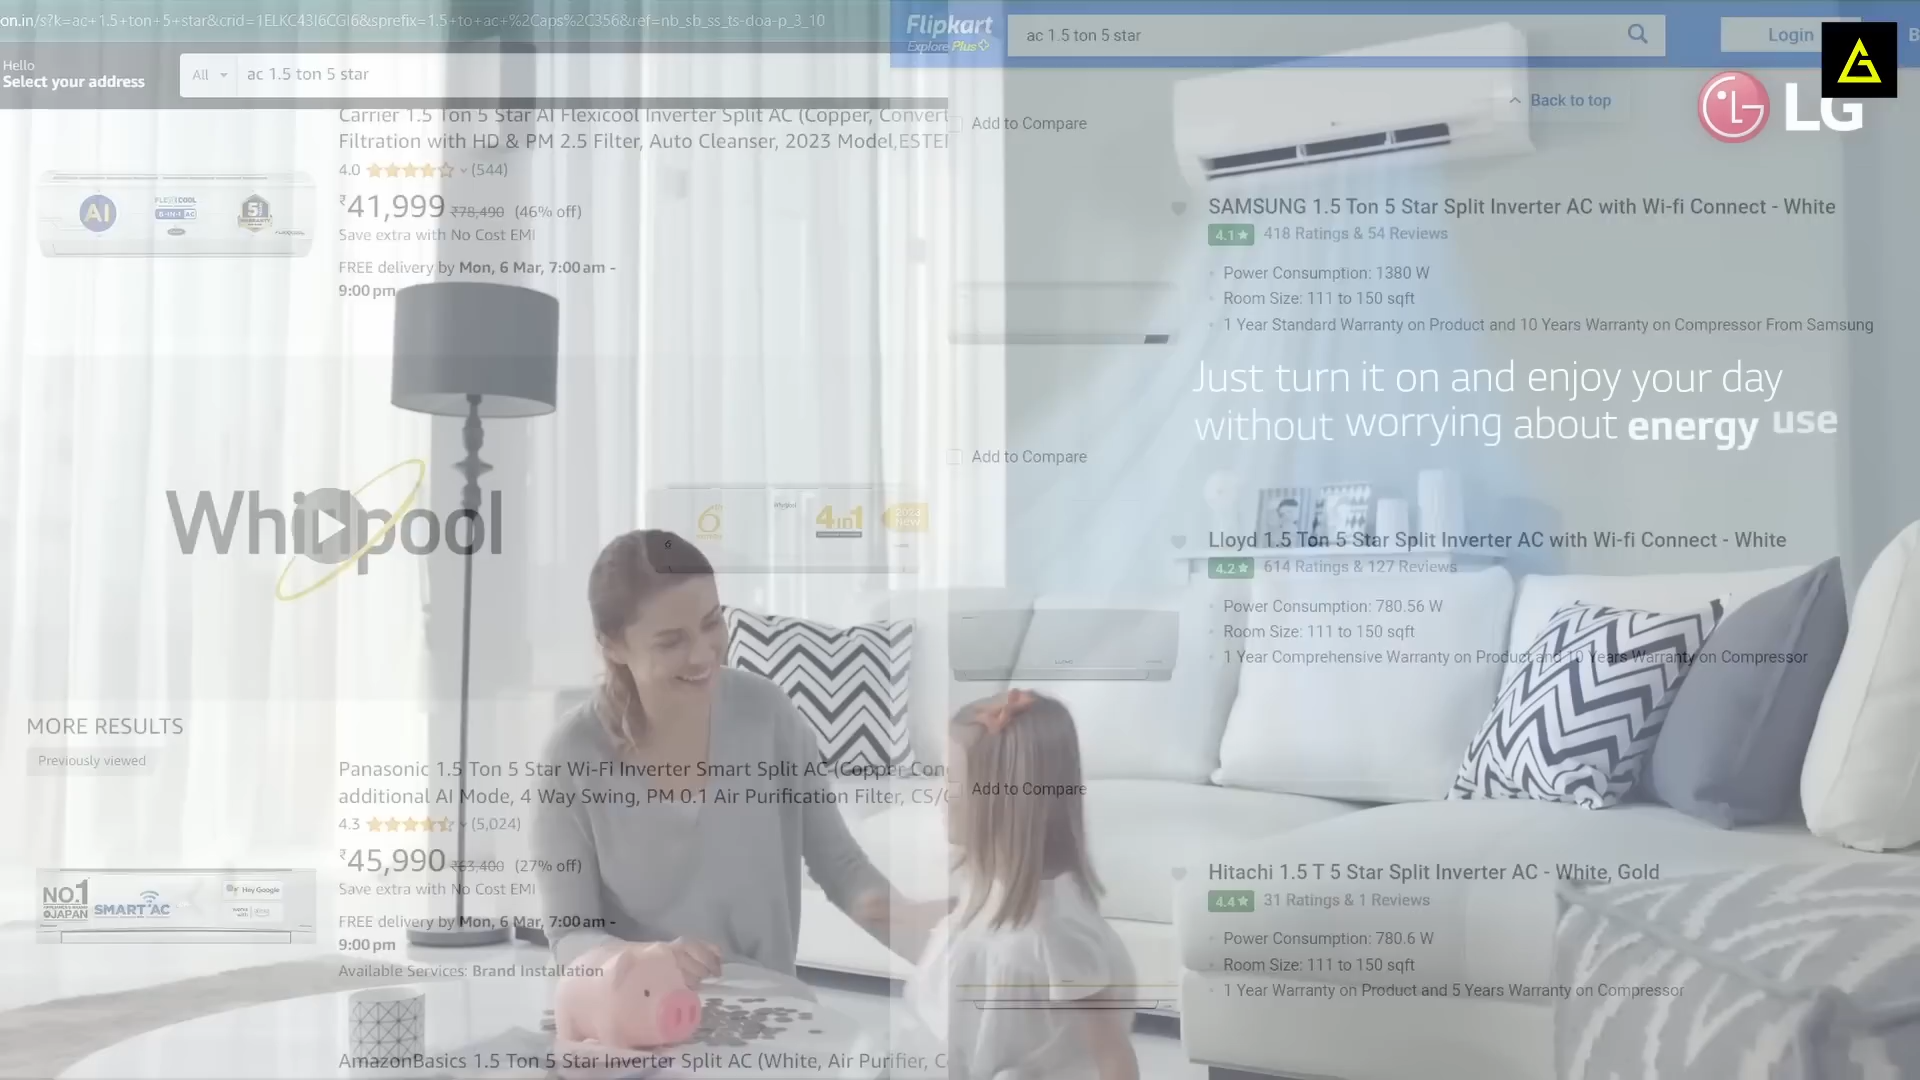 on.in/s?k=ac+1.5+ton+5+star&crid=1ELKC43I6CGI6&sprefix=1.5+to+ac+%2Caps%2C356&ref=nb_sb_ss_ts-doa-p_3_10
Hello
Select your address
All
ac 1.5 ton 5 star
Carrier 1.5 Ton 5 Star AI Flexicool Inverter Split AC (Copper, Convert
Filtration with HD & PM 2.5 Filter, Auto Cleanser, 2023 Model,ESTE
4.0 (544)
₹41,999 ₹78,490 (46% off)
Save extra with No Cost EMI
FREE delivery by Mon, 6 Mar, 7:00 am -
9:00 pm
AI
FLEXICOOL
6-IN-1 AC
5
Whirlpool
6
4in1
NEW
MORE RESULTS
Previously viewed
Panasonic 1.5 Ton 5 Star Wi-Fi Inverter Smart Split AC (Copper Con
additional AI Mode, 4 Way Swing, PM 0.1 Air Purification Filter, CS/
4.3 (5,024)
₹45,990 ₹63,400 (27% off)
Save extra with No Cost EMI
FREE delivery by Mon, 6 Mar, 7:00 am -
9:00 pm
Available Services: Brand Installation
NO.1
JAPAN
SMART AC
Hey Google
AmazonBasics 1.5 Ton 5 Star Inverter Split AC (White, Air Purifier, C
Flipkart
Explore Plus
ac 1.5 ton 5 star
Login
B
Back to top
LG
Add to Compare
SAMSUNG 1.5 Ton 5 Star Split Inverter AC with Wi-fi Connect - White
4.1★ 418 Ratings & 54 Reviews
Power Consumption: 1380 W
Room Size: 111 to 150 sqft
1 Year Standard Warranty on Product and 10 Years Warranty on Compressor From Samsung
Just turn it on and enjoy your day
without worrying about energy use
Add to Compare
Lloyd 1.5 Ton 5 Star Split Inverter AC with Wi-fi Connect - White
4.2★ 614 Ratings & 127 Reviews
Power Consumption: 780.56 W
Room Size: 111 to 150 sqft
1 Year Comprehensive Warranty on Product and 10 Years Warranty on Compressor
Add to Compare
Hitachi 1.5 T 5 Star Split Inverter AC - White, Gold
4.4★ 31 Ratings & 1 Reviews
Power Consumption: 780.6 W
Room Size: 111 to 150 sqft
1 Year Warranty on Product and 5 Years Warranty on Compressor